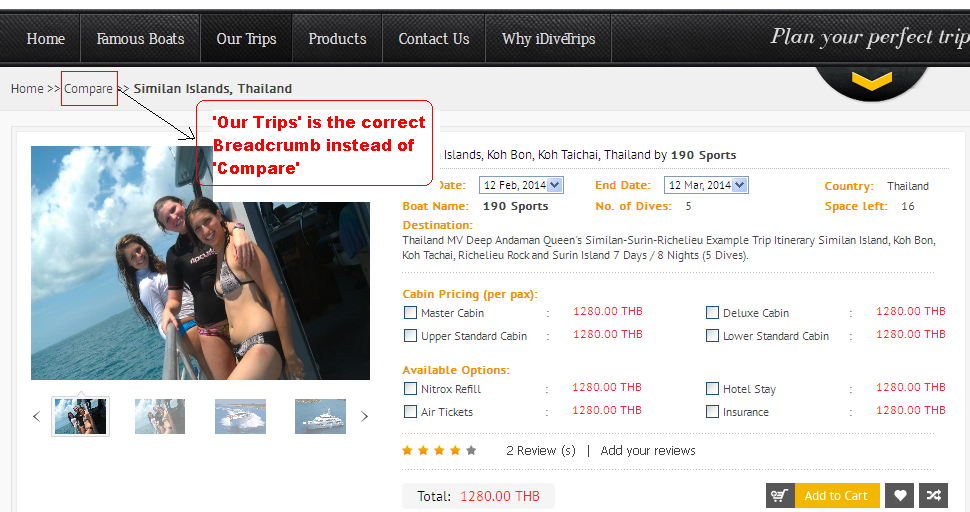 Home Famous Boats Our Trips Products Contact Us Why iDiveTrips Plan your perfect trip
Home >> Compare >> Similan Islands, Thailand
'Our Trips' is the correct
Breadcrumb instead of
'Compare'
Islands, Koh Bon, Koh Taichai, Thailand by 190 Sports
Date: 12 Feb, 2014 End Date: 12 Mar, 2014 Country: Thailand
Boat Name: 190 Sports No. of Dives: 5 Space left: 16
Destination:
Thailand MV Deep Andaman Queen's Similan-Surin-Richelieu Example Trip Itinerary Similan Island, Koh Bon,
Koh Tachai, Richelieu Rock and Surin Island 7 Days / 8 Nights (5 Dives).
Cabin Pricing (per pax):
Master Cabin : 1280.00 THB Deluxe Cabin : 1280.00 THB
Upper Standard Cabin : 1280.00 THB Lower Standard Cabin : 1280.00 THB
Available Options:
Nitrox Refill : 1280.00 THB Hotel Stay : 1280.00 THB
Air Tickets : 1280.00 THB Insurance : 1280.00 THB
2 Review (s) | Add your reviews
Total: 1280.00 THB Add to Cart